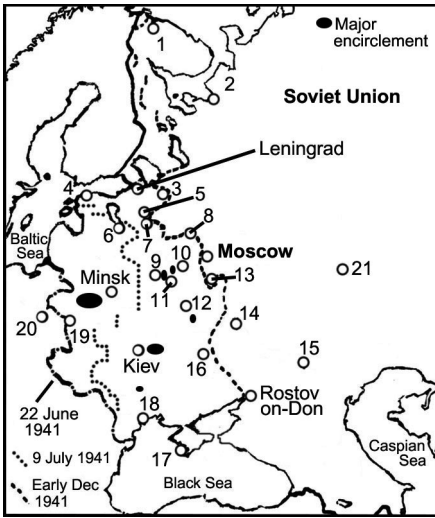 Major
encirclement
1
2
Soviet Union
Leningrad
4
3
5
6
7
8
Baltic
Sea
Moscow
9
10
13
21
Minsk
11
12
14
20
19
15
Kiev
16
22 June
1941
Rostov
on-Don
18
9 July 1941
17
Caspian
Sea
Early Dec
1941
Black Sea